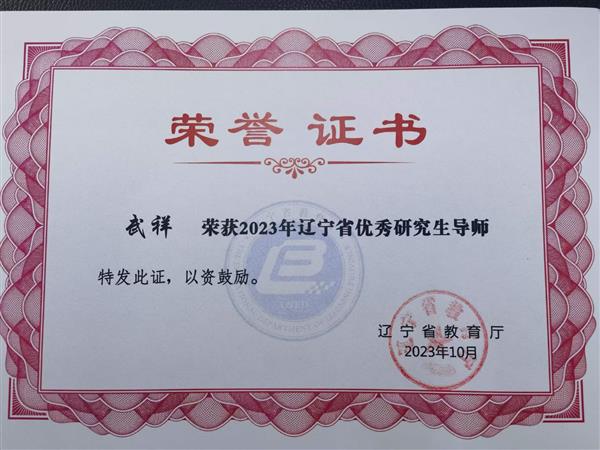 荣誉 证书
武祥 荣获2023年辽宁省优秀研究生导师
特发此证，以资鼓励。
辽宁省教育厅
2023年10月